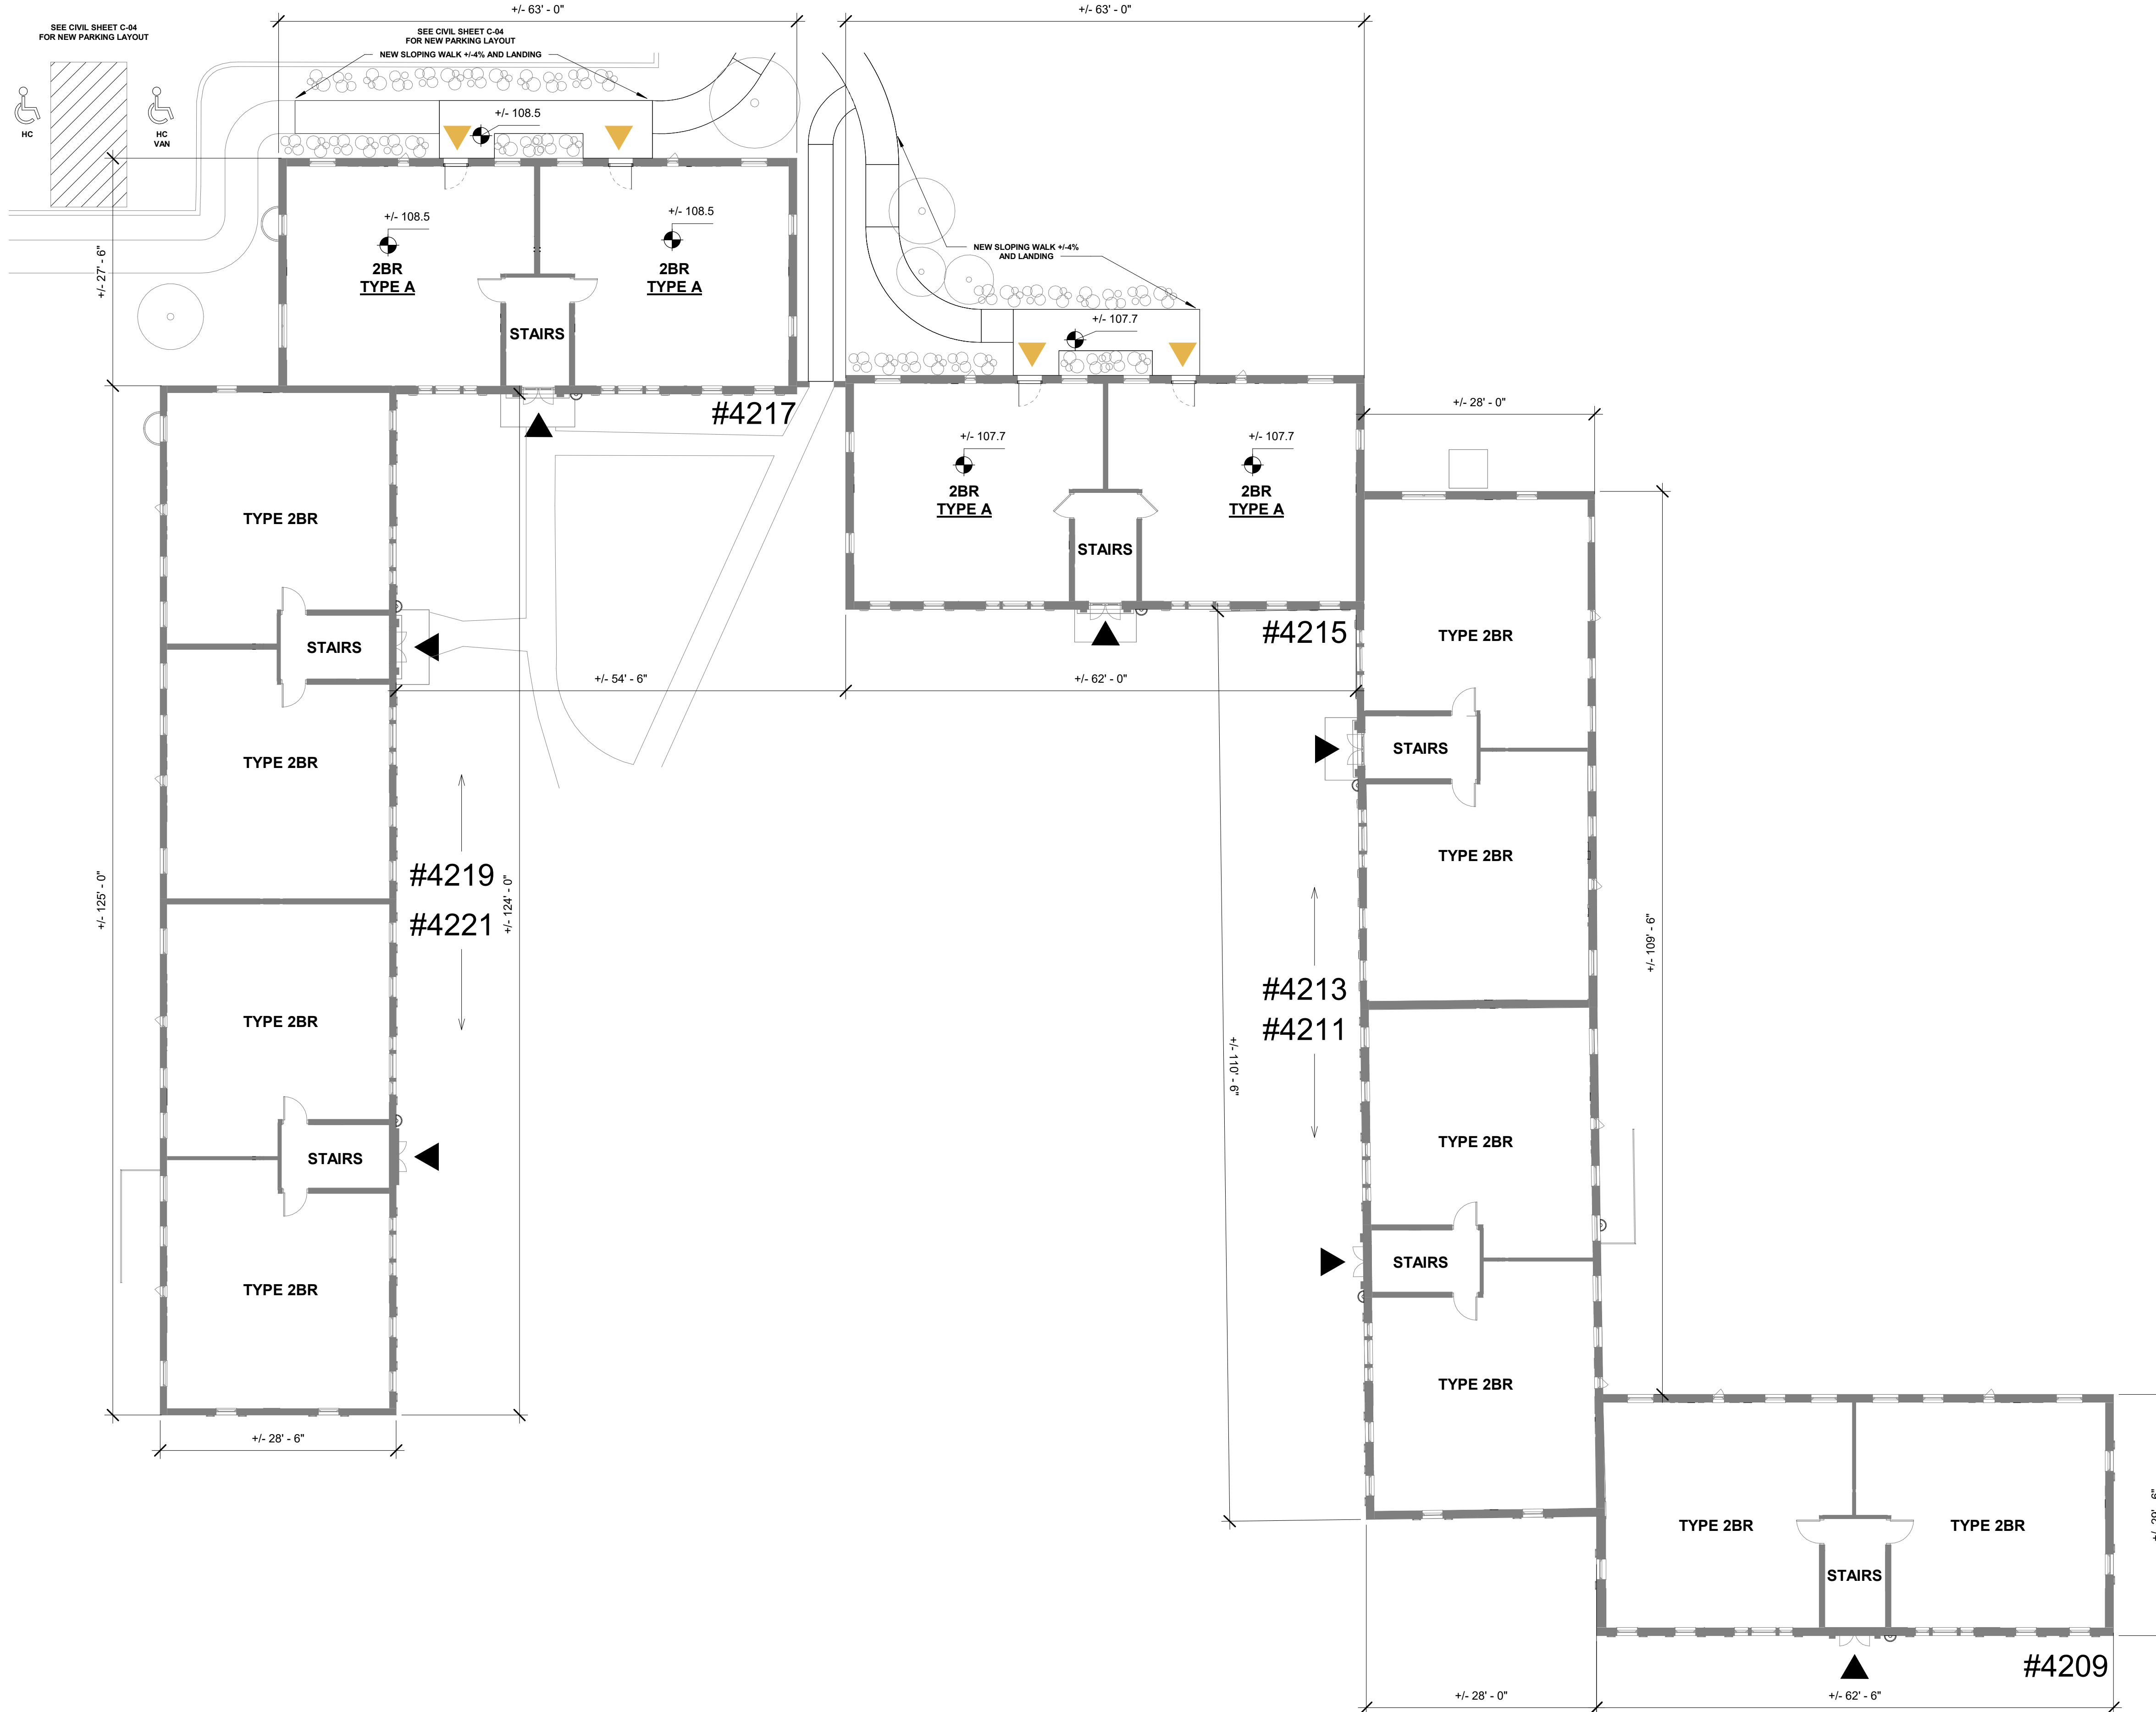 +/- 63' - 0"
+/- 63' - 0"
SEE CIVIL SHEET C-04
FOR NEW PARKING LAYOUT
SEE CIVIL SHEET C-04
FOR NEW PARKING LAYOUT
NEW SLOPING WALK +/-4% AND LANDING
HC
HC
VAN
+/- 108.5
+/- 108.5
+/- 108.5
2BR
TYPE A
2BR
TYPE A
+/- 27' - 6"
STAIRS
NEW SLOPING WALK +/-4%
AND LANDING
+/- 107.7
#4217
+/- 28' - 0"
+/- 107.7
+/- 107.7
2BR
TYPE A
2BR
TYPE A
STAIRS
TYPE 2BR
STAIRS
#4215
TYPE 2BR
+/- 54' - 6"
+/- 62' - 0"
TYPE 2BR
STAIRS
#4219
#4221
+/- 125' - 0"
+/- 124' - 0"
TYPE 2BR
+/- 109' - 6"
#4213
#4211
TYPE 2BR
+/- 110' - 9"
TYPE 2BR
STAIRS
STAIRS
TYPE 2BR
TYPE 2BR
+/- 28' - 6"
TYPE 2BR
TYPE 2BR
STAIRS
#4209
+/- 28' - 0"
+/- 62' - 6"